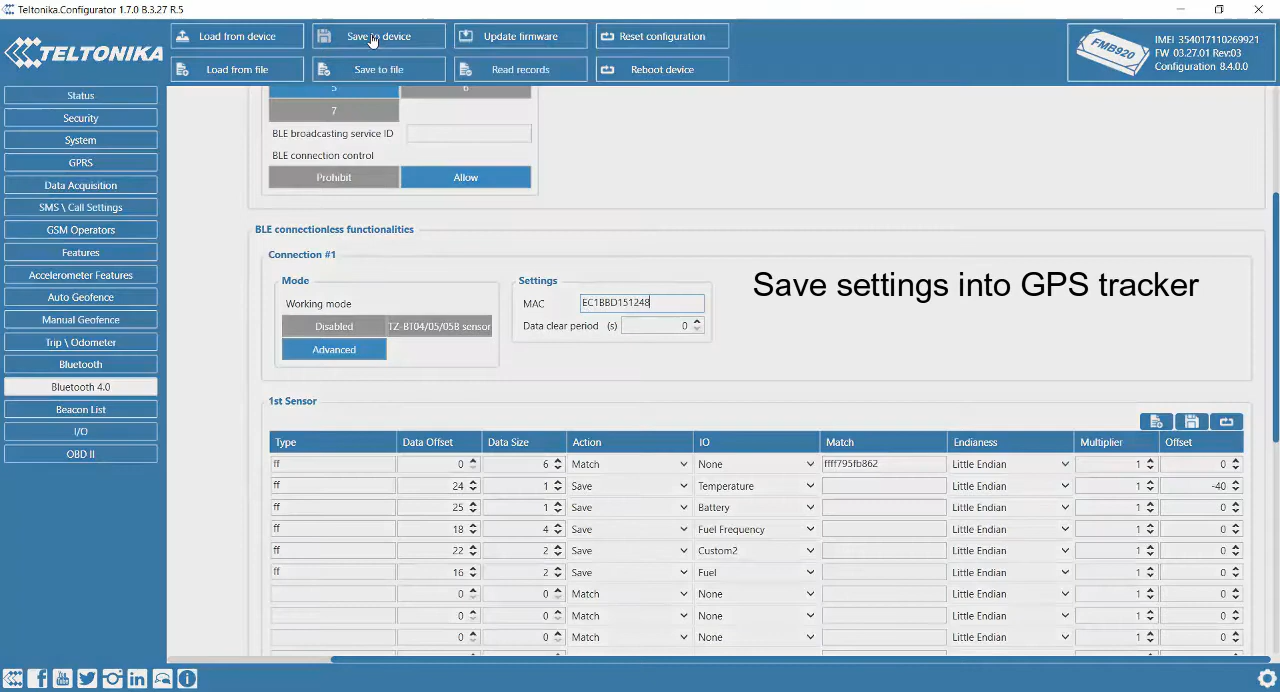 Teltonika.Configurator 1.7.0 B.3.27 R.5
TELTONIKA
Load from device
Save to device
Update firmware
Reset configuration
Load from file
Save to file
Read records
Reboot device
FMB920
IMEI 354017110269921
FW 03.27.01 Rev:03
Configuration 8.4.0.0
Status
Security
System
GPRS
Data Acquisition
SMS \ Call Settings
GSM Operators
Features
Accelerometer Features
Auto Geofence
Manual Geofence
Trip \ Odometer
Bluetooth
Bluetooth 4.0
Beacon List
I/O
OBD II
5 6
7
BLE broadcasting service ID
BLE connection control
Prohibit Allow
BLE connectionless functionalities
Connection #1
Mode
Working mode
Disabled TZ-BT04/05/05B sensor
Advanced
Settings
MAC EC1BBD151248
Data clear period (s) 0
Save settings into GPS tracker
1st Sensor
Type Data Offset Data Size Action IO Match Endianess Multiplier Offset
ff 0 6 Match None ffff795fb862 Little Endian 1 0
ff 24 1 Save Temperature Little Endian 1 -40
ff 25 1 Save Battery Little Endian 1 0
ff 18 4 Save Fuel Frequency Little Endian 1 0
ff 22 2 Save Custom2 Little Endian 1 0
ff 16 2 Save Fuel Little Endian 1 0
0 0 Match None Little Endian 1 0
0 0 Match None Little Endian 1 0
0 0 Match None Little Endian 1 0